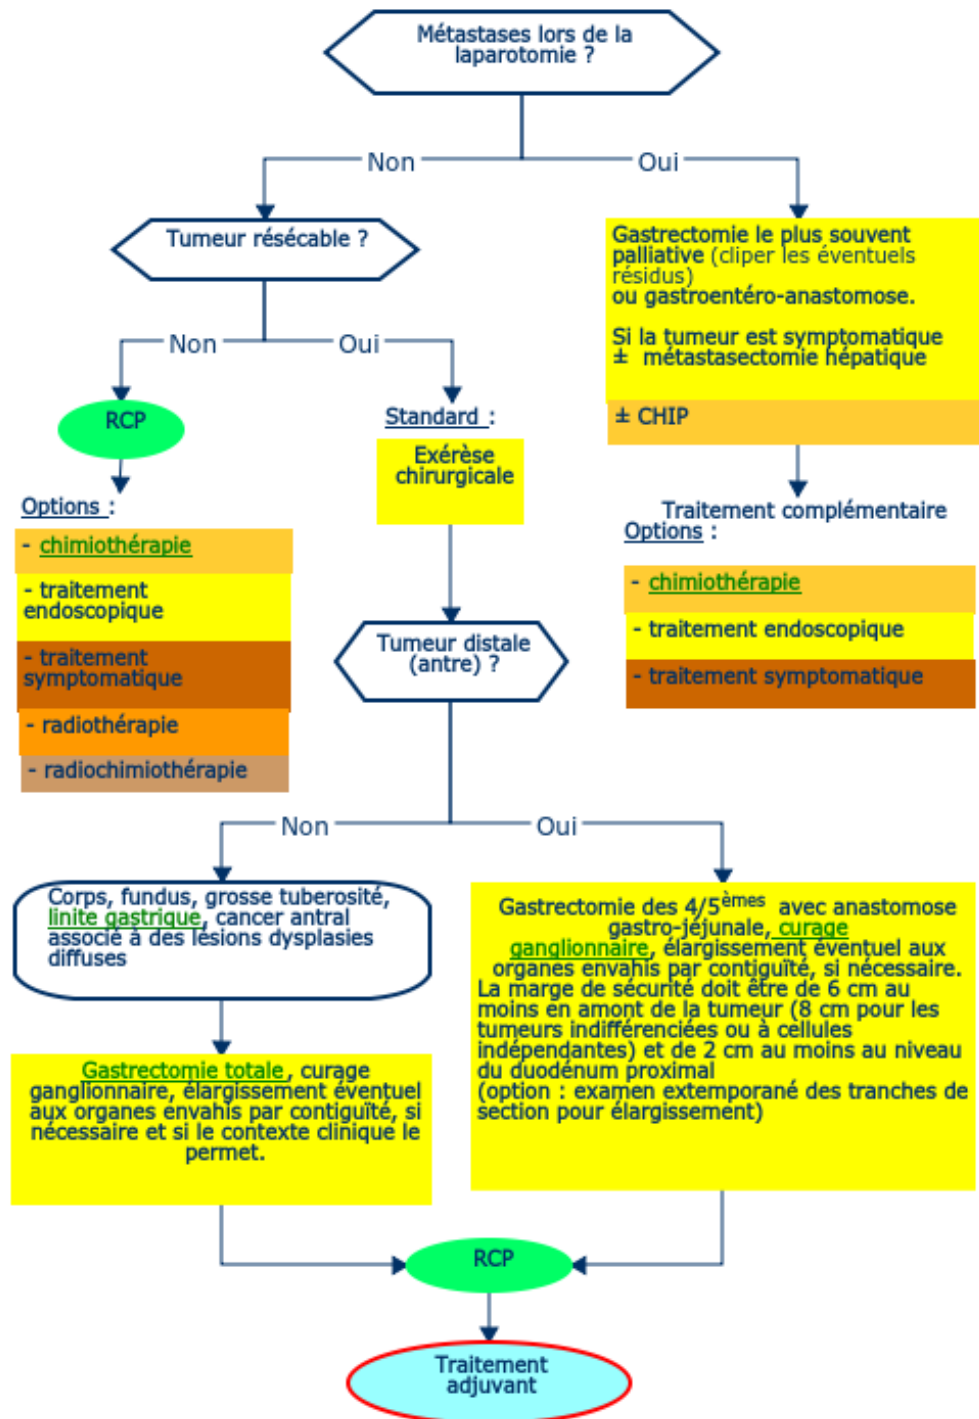 Métastases lors de la
laparotomie ?
Non
Oui
Tumeur résécable ?
Gastrectomie le plus souvent
palliative (cliper les éventuels
résidus)
ou gastroentéro-anastomose.
Si la tumeur est symptomatique
± métastasectomie hépatique
± CHIP
Non
Oui
RCP
Standard :
Exérèse
chirurgicale
Options :
- chimiothérapie
- traitement
endoscopique
- traitement
symptomatique
- radiothérapie
- radiochimiothérapie
Traitement complémentaire
Options :
- chimiothérapie
- traitement endoscopique
- traitement symptomatique
Tumeur distale
(antre) ?
Non
Oui
Corps, fundus, grosse tuberosité,
linite gastrique, cancer antral
associé à des lésions dysplasies
diffuses
Gastrectomie totale, curage
ganglionnaire, élargissement éventuel
aux organes envahis par contiguïté, si
nécessaire et si le contexte clinique le
permet.
Gastrectomie des 4/5èmes avec anastomose
gastro-jéjunale, curage
ganglionnaire, élargissement éventuel aux
organes envahis par contiguïté, si nécessaire.
La marge de sécurité doit être de 6 cm au
moins en amont de la tumeur (8 cm pour les
tumeurs indifférenciées ou à cellules
indépendantes) et de 2 cm au moins au niveau
du duodénum proximal
(option : examen extemporané des tranches de
section pour élargissement)
RCP
Traitement
adjuvant